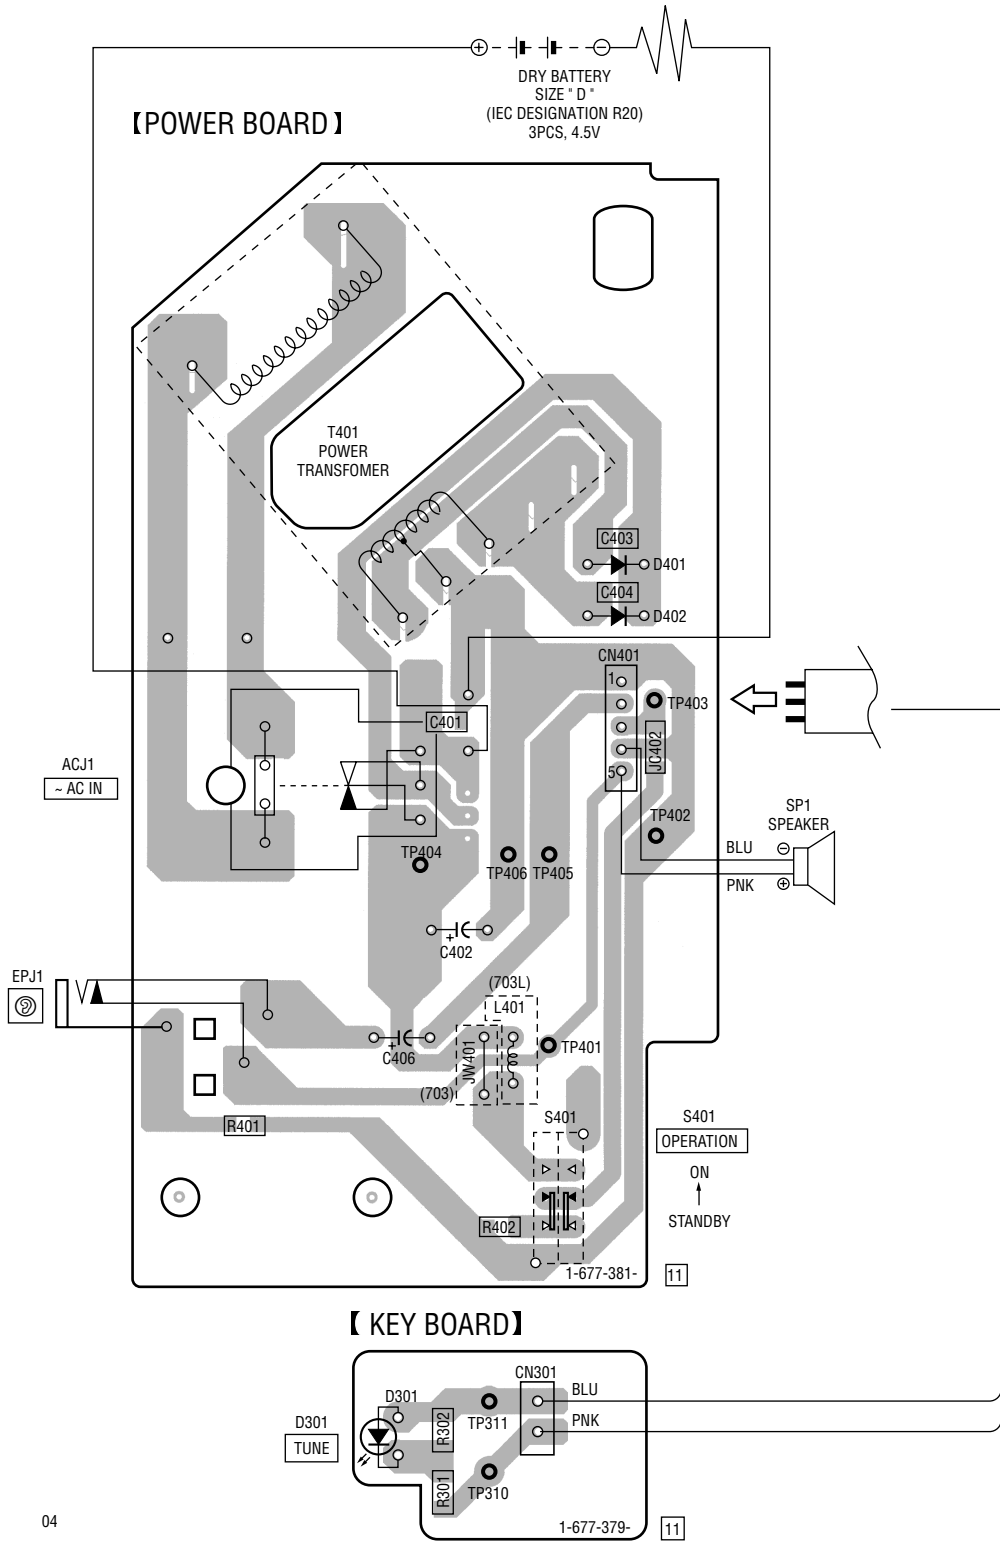 DRY BATTERY
SIZE " D "
(IEC DESIGNATION R20)
3PCS, 4.5V
【POWER BOARD】
T401
POWER
TRANSFOMER
C403
D401
C404
D402
CN401
1
TP403
C401
JC402
5
ACJ1
~ AC IN
TP402
SP1
SPEAKER
BLU
PNK
TP404
TP406
TP405
C402
EPJ1
(703L)
L401
C406
JW401
TP401
(703)
R401
S401
S401
OPERATION
ON
STANDBY
R402
1-677-381-
11
【 KEY BOARD】
CN301
BLU
D301
D301
TUNE
R302
TP311
PNK
R301
TP310
04
1-677-379-
11